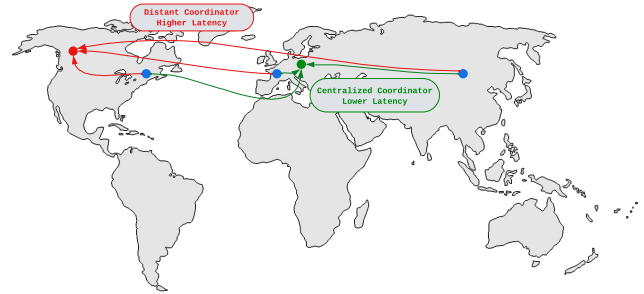 Distant Coordinator
Higher Latency
Centralized Coordinator
Lower Latency